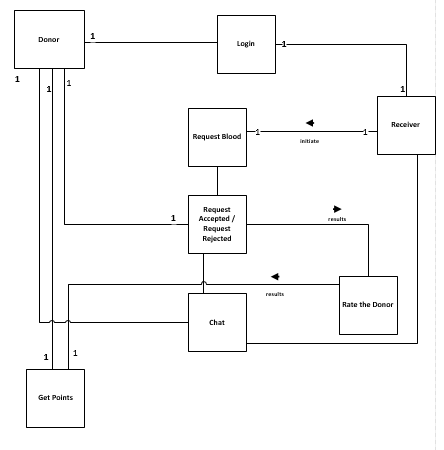 Donor
1
Login
1
1
1
1
1
Receiver
Request Blood
1
1
initiate
Request
Accepted /
Request
Rejected
1
results
results
Rate the Donor
Chat
1
1
Get Points